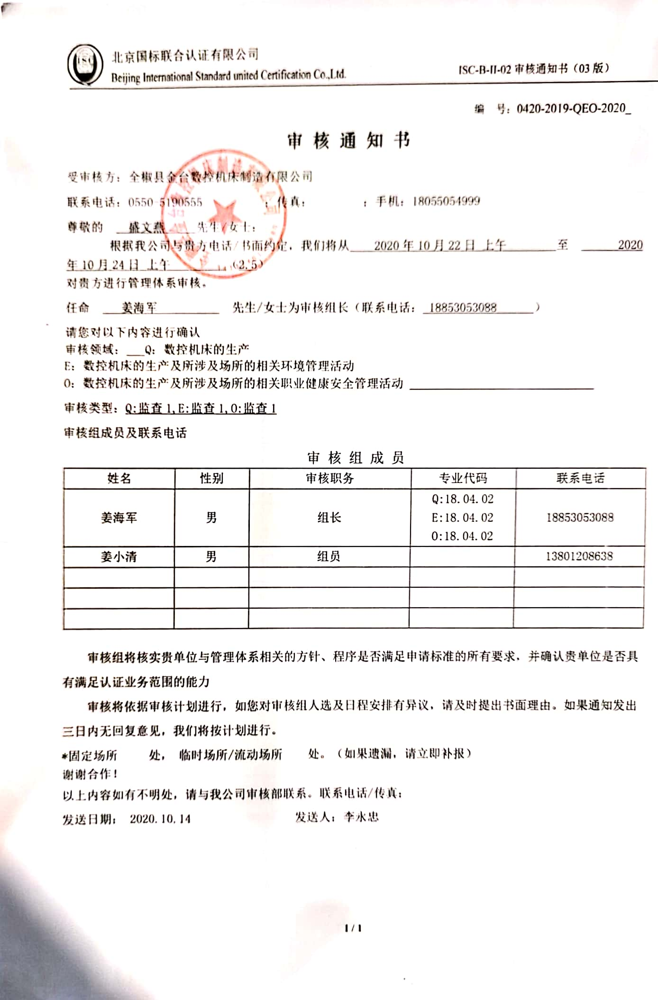 北京国标联合认证有限公司
Beijing International Standard united Certification Co.,Ltd.
ISC-B-II-02 审核通知书（03 版）
编 号：0420-2019-QEO-2020_
审 核 通 知 书
受审核方：全椒县金台数控机床制造有限公司
联系电话：0550-5190555 ；传真： ；手机：18055054999
尊敬的 盛文燕 先生/女士：
根据我公司与贵方电话/书面约定，我们将从 2020 年 10 月 22 日 上午 至 2020
年 10 月 24 日 上午 (2.5)
对贵方进行管理体系审核。
任命 姜海军 先生/女士为审核组长（联系电话： 18853053088 ）
请您对以下内容进行确认
审核领域： Q：数控机床的生产
E：数控机床的生产及所涉及场所的相关环境管理活动
O：数控机床的生产及所涉及场所的相关职业健康安全管理活动
审核类型：Q:监查 1,E:监查 1,O:监查 1
审核组成员及联系电话
审 核 组 成 员
姓名 性别 审核职务 专业代码 联系电话
姜海军 男 组长 Q:18.04.02 E:18.04.02 O:18.04.02 18853053088
姜小清 男 组员 13801208638
审核组将核实贵单位与管理体系相关的方针、程序是否满足申请标准的所有要求，并确认贵单位是否具
有满足认证业务范围的能力
审核将依据审核计划进行，如您对审核组人选及日程安排有异议，请及时提出书面理由。如果通知发出
三日内无回复意见，我们将按计划进行。
*固定场所 处， 临时场所/流动场所 处。（如果遗漏，请立即补报）
谢谢合作！
以上内容如有不明处，请与我公司审核部联系。联系电话/传真：
发送日期： 2020.10.14 发送人：李永忠
1 / 1